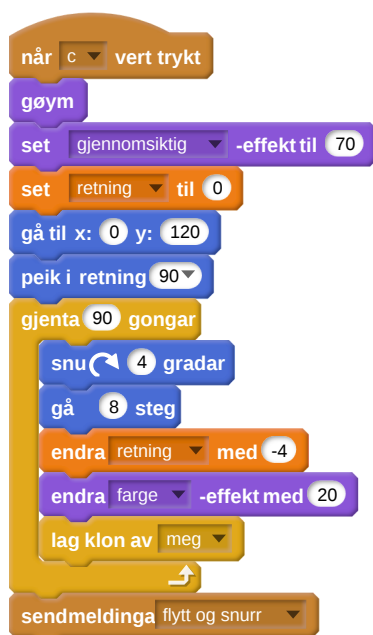 når c vert trykt
gøym
set gjennomsiktig -effekt til 70
set retning til 0
gå til x: 0 y: 120
peik i retning 90
gjenta 90 gongar
snu 4 gradar
gå 8 steg
endra retning med -4
endra farge -effekt med 20
lag klon av meg
sendmeldinga flytt og snurr